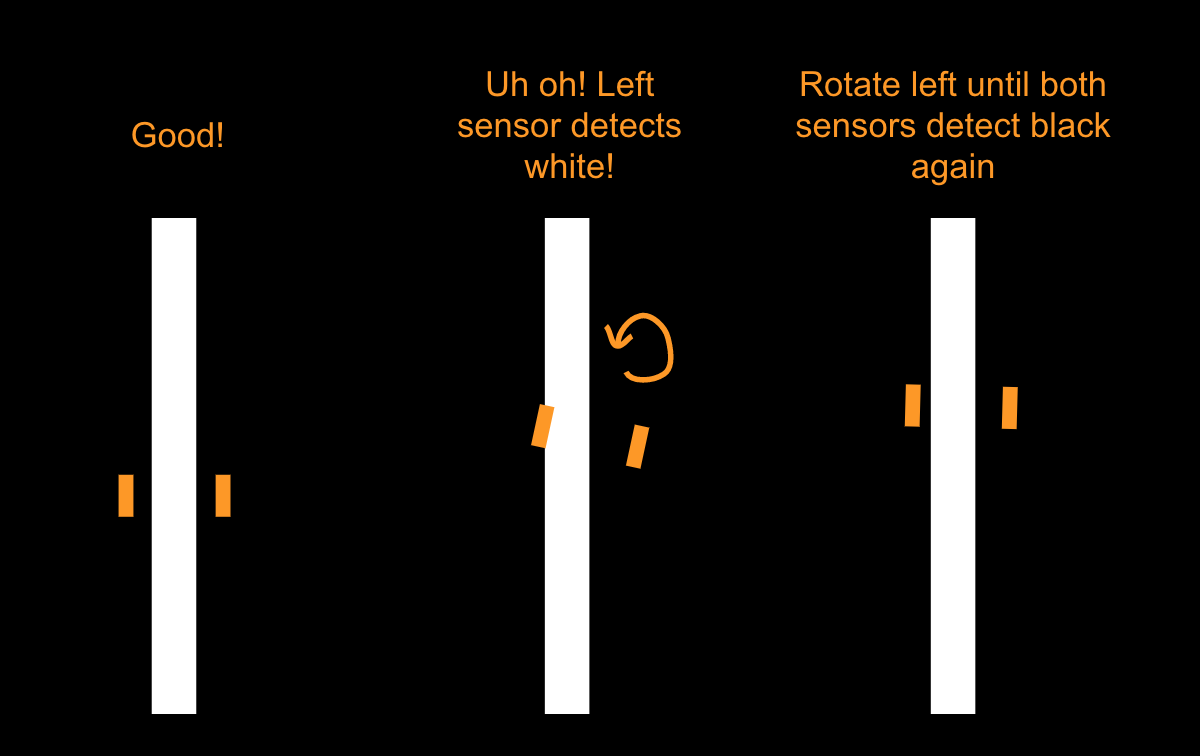 Good!
Uh oh! Left
sensor detects
white!
Rotate left until both
sensors detect black
again